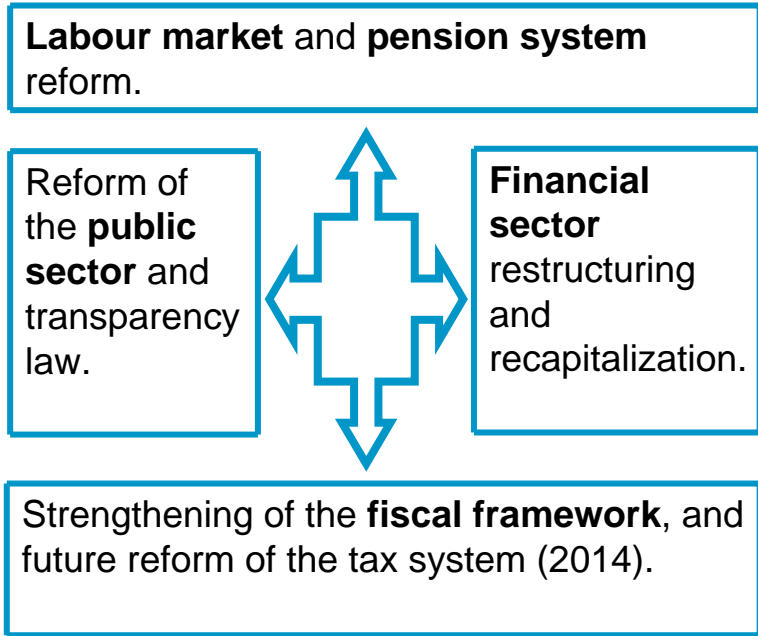 Labour market and pension system
reform.
Reform of
the public
sector and
transparency
law.
Financial
sector
restructuring
and
recapitalization.
Strengthening of the fiscal framework, and
future reform of the tax system (2014).